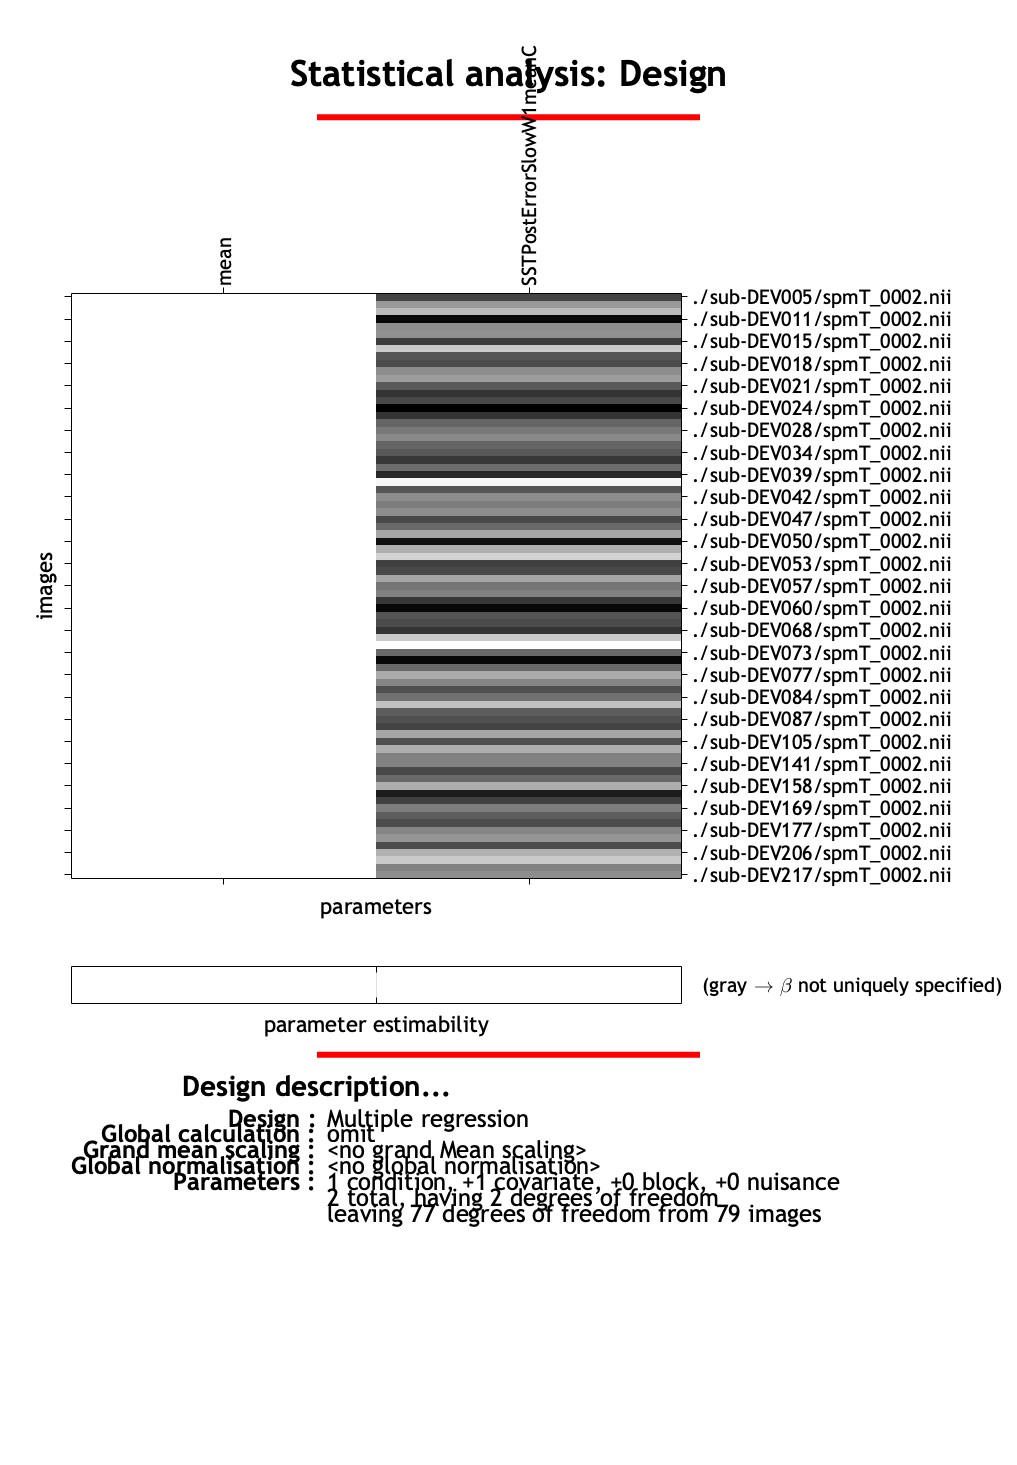 Statistical analysis: Design
mean
SSTPostErrorSlowW1meanC
images
./sub-DEV005/spmT_0002.nii
./sub-DEV011/spmT_0002.nii
./sub-DEV015/spmT_0002.nii
./sub-DEV018/spmT_0002.nii
./sub-DEV021/spmT_0002.nii
./sub-DEV024/spmT_0002.nii
./sub-DEV028/spmT_0002.nii
./sub-DEV034/spmT_0002.nii
./sub-DEV039/spmT_0002.nii
./sub-DEV042/spmT_0002.nii
./sub-DEV047/spmT_0002.nii
./sub-DEV050/spmT_0002.nii
./sub-DEV053/spmT_0002.nii
./sub-DEV057/spmT_0002.nii
./sub-DEV060/spmT_0002.nii
./sub-DEV068/spmT_0002.nii
./sub-DEV073/spmT_0002.nii
./sub-DEV077/spmT_0002.nii
./sub-DEV084/spmT_0002.nii
./sub-DEV087/spmT_0002.nii
./sub-DEV105/spmT_0002.nii
./sub-DEV141/spmT_0002.nii
./sub-DEV158/spmT_0002.nii
./sub-DEV169/spmT_0002.nii
./sub-DEV177/spmT_0002.nii
./sub-DEV206/spmT_0002.nii
./sub-DEV217/spmT_0002.nii
parameters
(gray → β not uniquely specified)
parameter estimability
Design description...
Design : Multiple regression
Global calculation : omit
Grand mean scaling : <no grand Mean scaling>
Global normalisation : <no global normalisation>
Parameters : 1 condition, +1 covariate, +0 block, +0 nuisance
2 total, having 2 degrees of freedom
leaving 77 degrees of freedom from 79 images